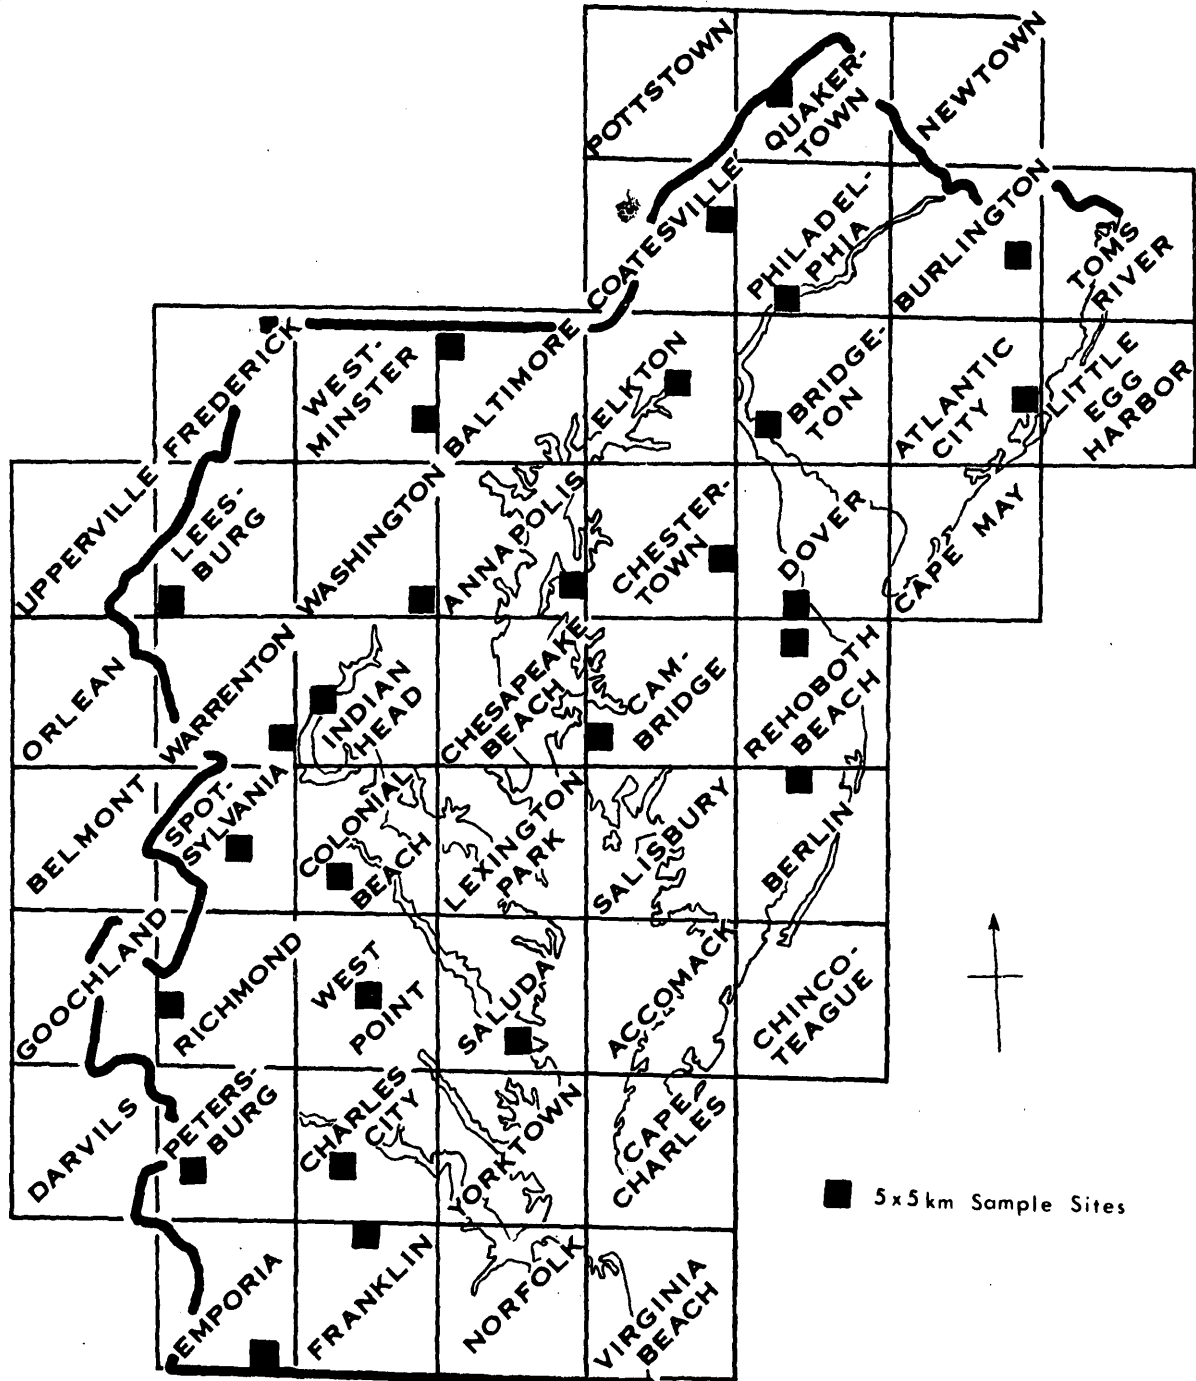 POTTSTOWN
QUAKER-
TOWN
NEWTOWN
COATESVILLE
PHILADEL-
PHIA
BURLINGTON
TOMS
RIVER
FREDERICK
WEST-
MINSTER
BALTIMORE
ELKTON
BRIDGE-
TON
ATLANTIC
CITY
LITTLE
EGG
HARBOR
UPPERVILLE
LEES-
BURG
WASHINGTON
ANNAPOLIS
CHESTER-
TOWN
DOVER
CAPE MAY
ORLEAN
WARRENTON
INDIAN
HEAD
CHESAPEAKE
BEACH
CAM-
BRIDGE
REHOBOTH
BEACH
BELMONT
SPOT-
SYLVANIA
COLONIAL
BEACH
LEXINGTON
PARK
SALISBURY
BERLIN
GOOCHLAND
RICHMOND
WEST
POINT
SALUDA
ACCOMACK
CHINCO-
TEAGUE
DARVILS
PETERS-
BURG
CHARLES
CITY
YORKTOWN
CAPE
CHARLES
5x5km Sample Sites
EMPORIA
FRANKLIN
NORFOLK
VIRGINIA
BEACH